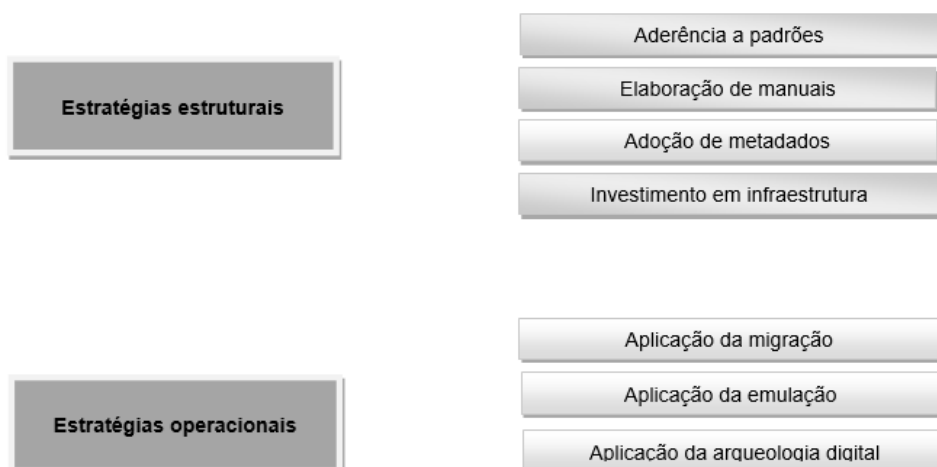 Estratégias estruturais
Aderência a padrões
Elaboração de manuais
Adoção de metadados
Investimento em infraestrutura
Estratégias operacionais
Aplicação da migração
Aplicação da emulação
Aplicação da arqueologia digital